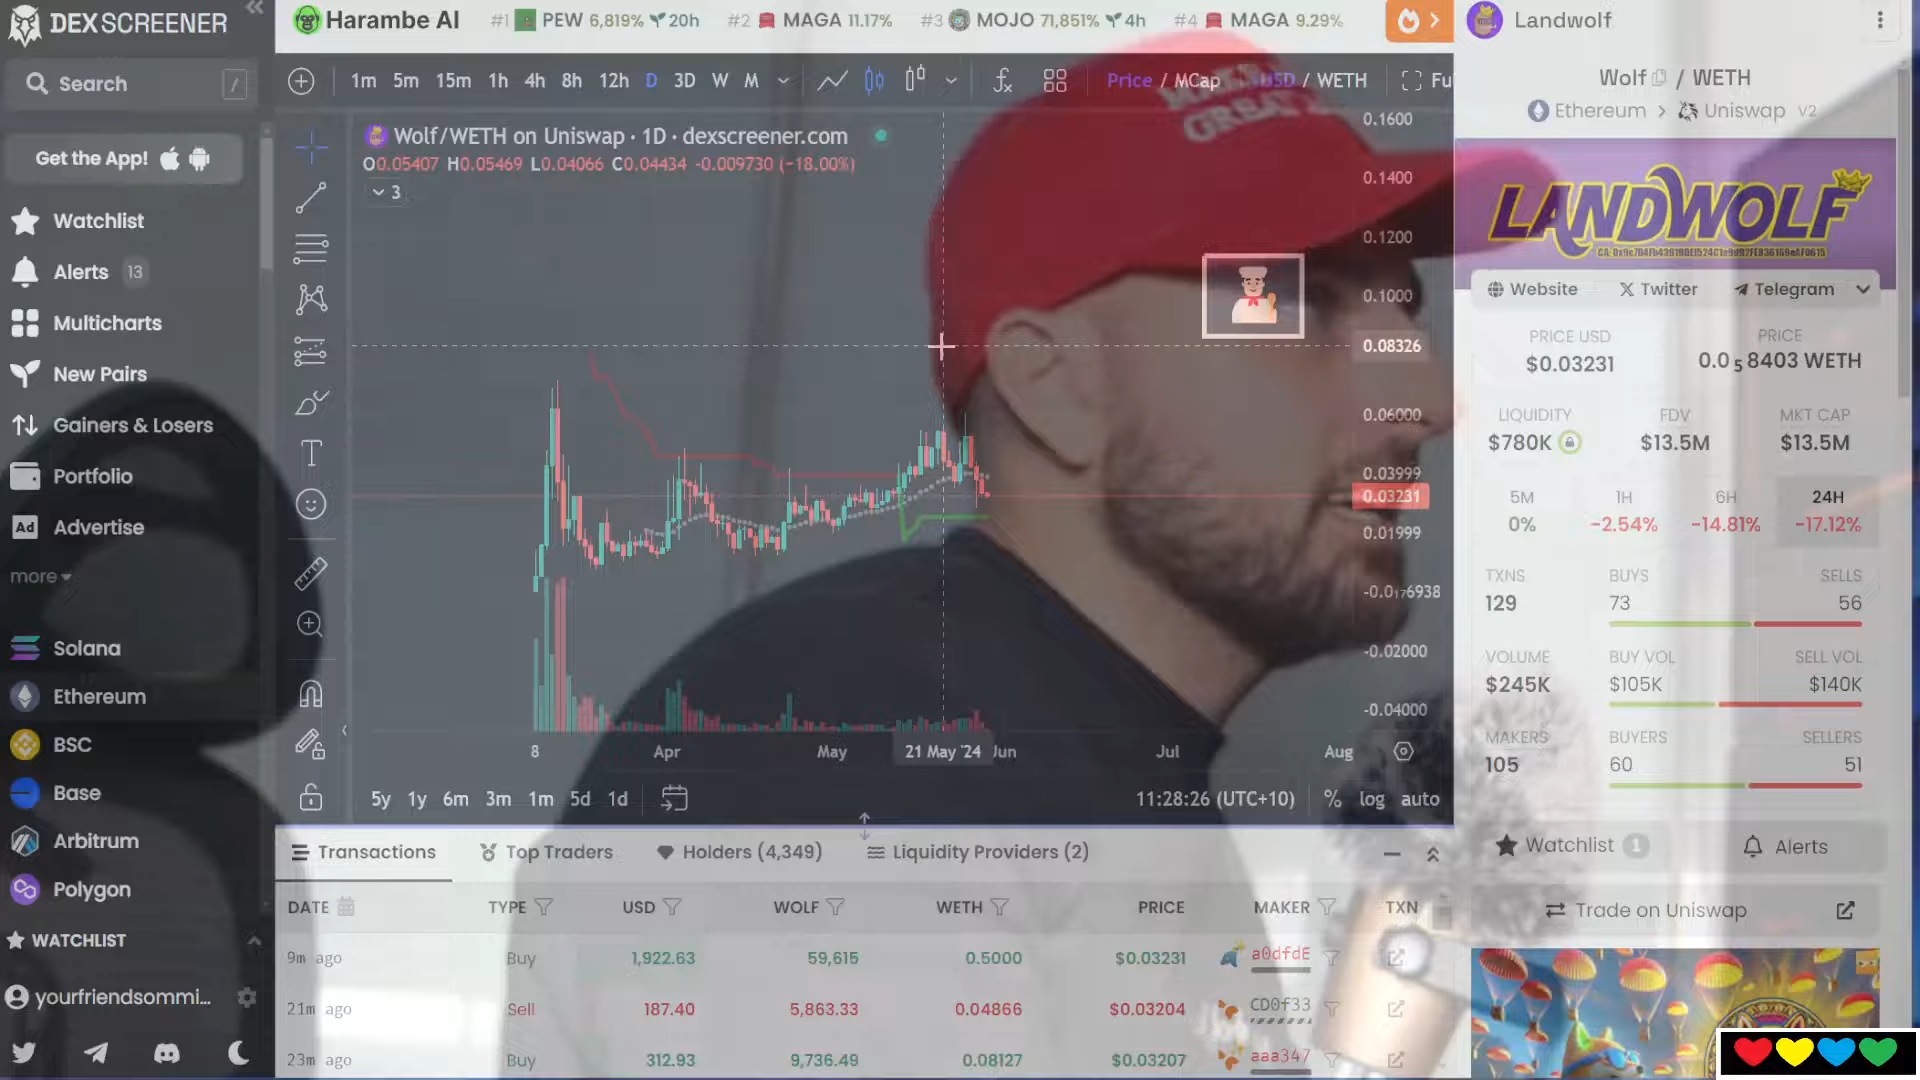 DEX SCREENER
Search
/
Get the App!
Watchlist
Alerts 13
Multicharts
New Pairs
Gainers & Losers
Portfolio
Ad Advertise
more
Solana
Ethereum
BSC
Base
Arbitrum
Polygon
WATCHLIST
yourfriendsommi...
Harambe AI #1 PEW 6,819% 20h #2 MAGA 11.17% #3 MOJO 71,851% 4h #4 MAGA 9.29%
1m 5m 15m 1h 4h 8h 12h D 3D W M Price / MCap USD / WETH Fu
GREAT
Wolf/WETH on Uniswap · 1D · dexscreener.com
O0.05407 H0.05469 L0.04066 C0.04434 -0.009730 (-18.00%)
3
0.1600
0.1400
0.1200
0.1000
0.08326
0.06000
0.03999
0.03231
0.01999
-0.0₁₇6938
-0.02000
-0.04000
8 Apr May 21 May '24 Jun Jul Aug
5y 1y 6m 3m 1m 5d 1d 11:28:26 (UTC+10) % log auto
Transactions Top Traders Holders (4,349) Liquidity Providers (2)
DATE TYPE USD WOLF WETH PRICE MAKER TXN
9m ago Buy 1,922.63 59,615 0.5000 $0.03231 a0dfdE
21m ago Sell 187.40 5,863.33 0.04866 $0.03204 CD0f33
23m ago Buy 312.93 9,736.49 0.08127 $0.03207 aaa347
Landwolf
Wolf / WETH
Ethereum > Uniswap V2
LANDWOLF
Website Twitter Telegram
PRICE USD PRICE
$0.03231 0.0₅8403 WETH
LIQUIDITY FDV MKT CAP
$780K $13.5M $13.5M
5M 1H 6H 24H
0% -2.54% -14.81% -17.12%
TXNS BUYS SELLS
129 73 56
VOLUME BUY VOL SELL VOL
$245K $105K $140K
MAKERS BUYERS SELLERS
105 60 51
Watchlist 1 Alerts
Trade on Uniswap